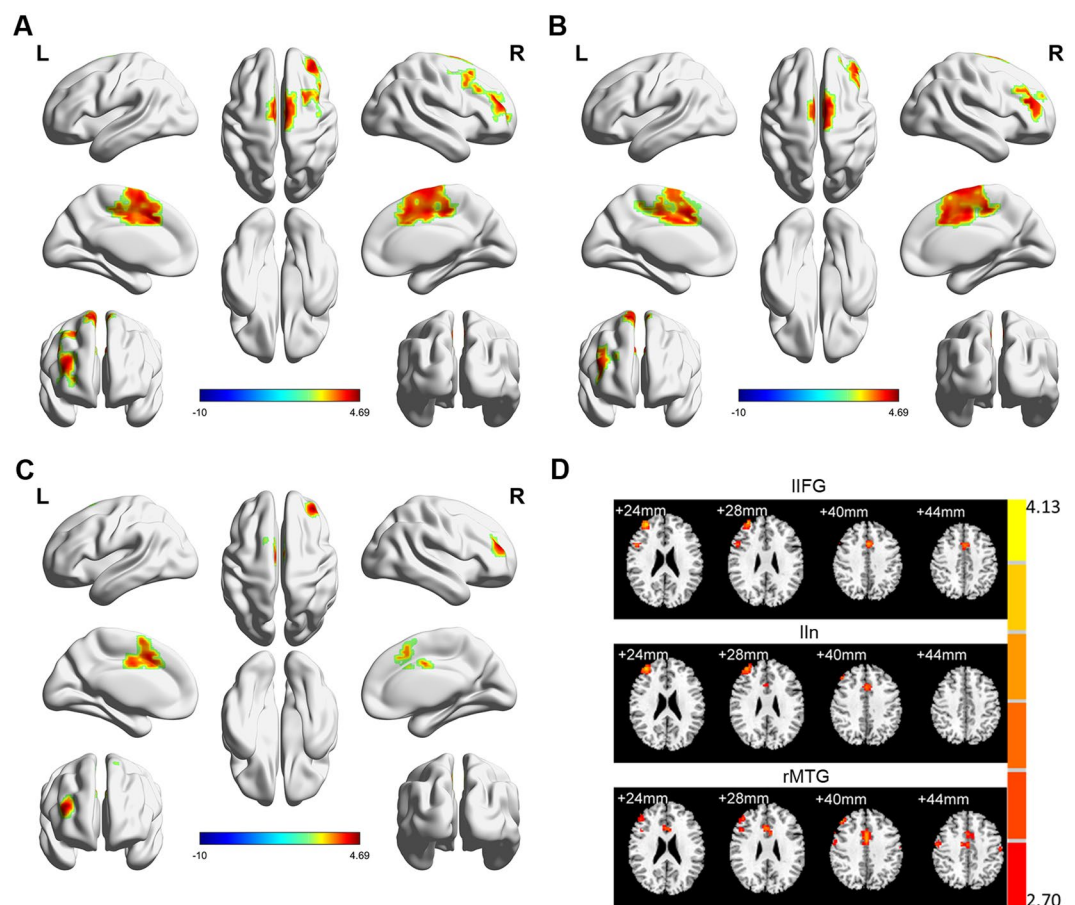 A
L
R
-10
4.69
B
L
R
-10
4.69
C
L
R
-10
4.69
D
lIFG
+24mm +28mm +40mm +44mm
4.13
lIn
+24mm +28mm +40mm +44mm
rMTG
+24mm +28mm +40mm +44mm
2.70